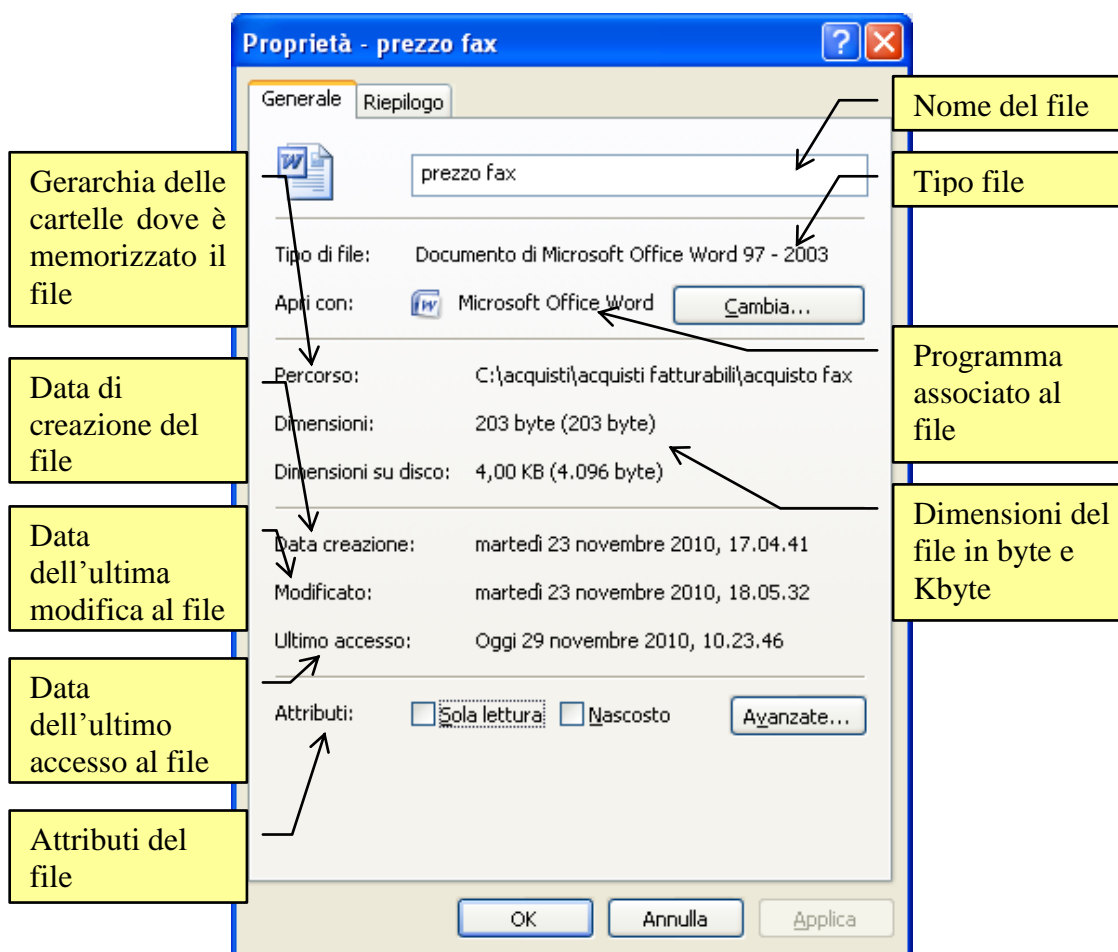 Proprietà - prezzo fax
Generale
Riepilogo
prezzo fax
Tipo di file: Documento di Microsoft Office Word 97 - 2003
Apri con: Microsoft Office Word Cambia...
Percorso: C:\acquisti\acquisti fatturabili\acquisto fax
Dimensioni: 203 byte (203 byte)
Dimensioni su disco: 4,00 KB (4.096 byte)
Data creazione: martedì 23 novembre 2010, 17.04.41
Modificato: martedì 23 novembre 2010, 18.05.32
Ultimo accesso: Oggi 29 novembre 2010, 10.23.46
Attributi: Sola lettura Nascosto Avanzate...
OK Annulla Applica
Gerarchia delle
cartelle dove è
memorizzato il
file
Data di
creazione del
file
Data
dell’ultima
modifica al file
Data
dell’ultimo
accesso al file
Attributi del
file
Nome del file
Tipo file
Programma
associato al
file
Dimensioni del
file in byte e
Kbyte